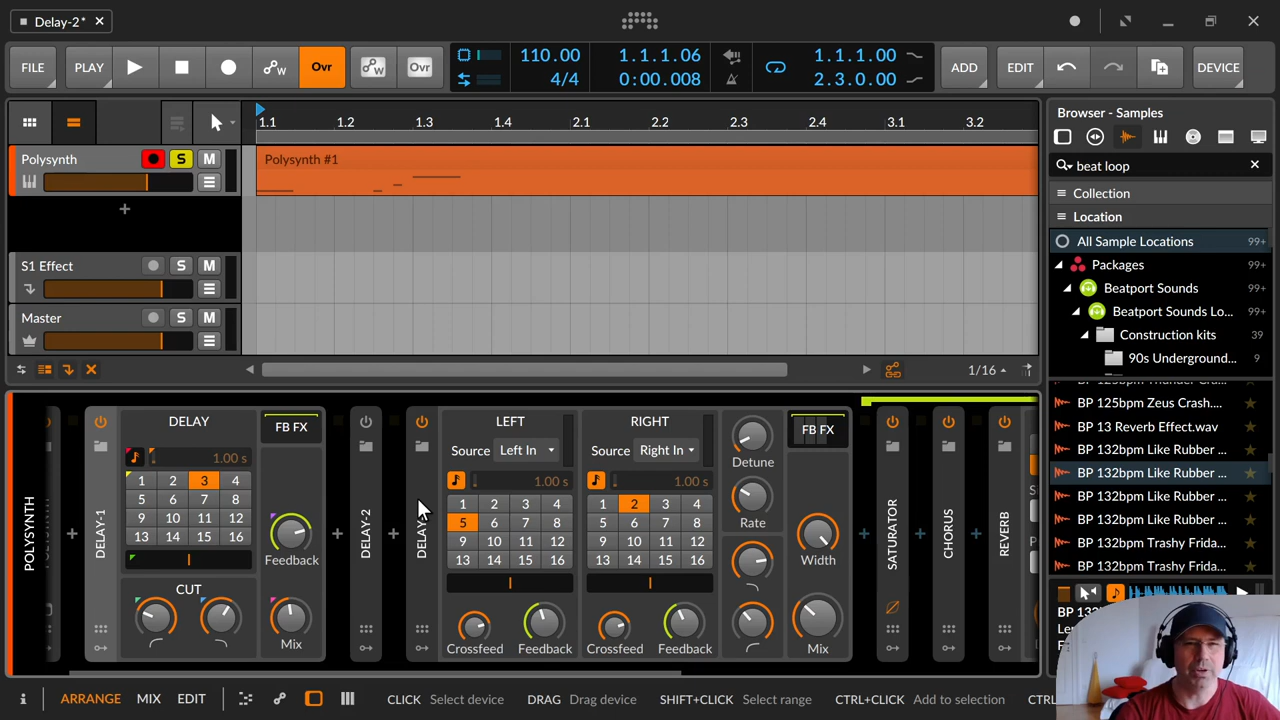 Delay-2*
FILE
PLAY
Ovr
Ovr
110.00
4/4
1.1.1.06
0:00.008
1.1.1.00
2.3.0.00
ADD
EDIT
DEVICE
1.1
1.2
1.3
1.4
2.1
2.2
2.3
2.4
3.1
3.2
Polysynth
S
M
Polysynth #1
S1 Effect
S
M
Master
S
M
1/16
Browser - Samples
beat loop
Collection
Location
All Sample Locations 99+
Packages 99+
Beatport Sounds 99+
Beatport Sounds Lo... 99+
Construction kits 39
90s Underground... 9
BP 125bpm Zeus Crash....
BP 13 Reverb Effect.wav
BP 132bpm Like Rubber ...
BP 132bpm Like Rubber ...
BP 132bpm Like Rubber ...
BP 132bpm Like Rubber ...
BP 132bpm Trashy Frida...
BP 132bpm Trashy Frida...
POLYSYNTH
DELAY-1
DELAY
1.00 s
1 2 3 4
5 6 7 8
9 10 11 12
13 14 15 16
CUT
FB FX
Feedback
Mix
DELAY-2
LEFT
Source Left In
1.00 s
1 2 3 4
5 6 7 8
9 10 11 12
13 14 15 16
Crossfeed Feedback
RIGHT
Source Right In
1.00 s
1 2 3 4
5 6 7 8
9 10 11 12
13 14 15 16
Crossfeed Feedback
Detune
Rate
FB FX
Width
Mix
SATURATOR
CHORUS
REVERB
ARRANGE
MIX
EDIT
CLICK Select device
DRAG Drag device
SHIFT+CLICK Select range
CTRL+CLICK Add to selection